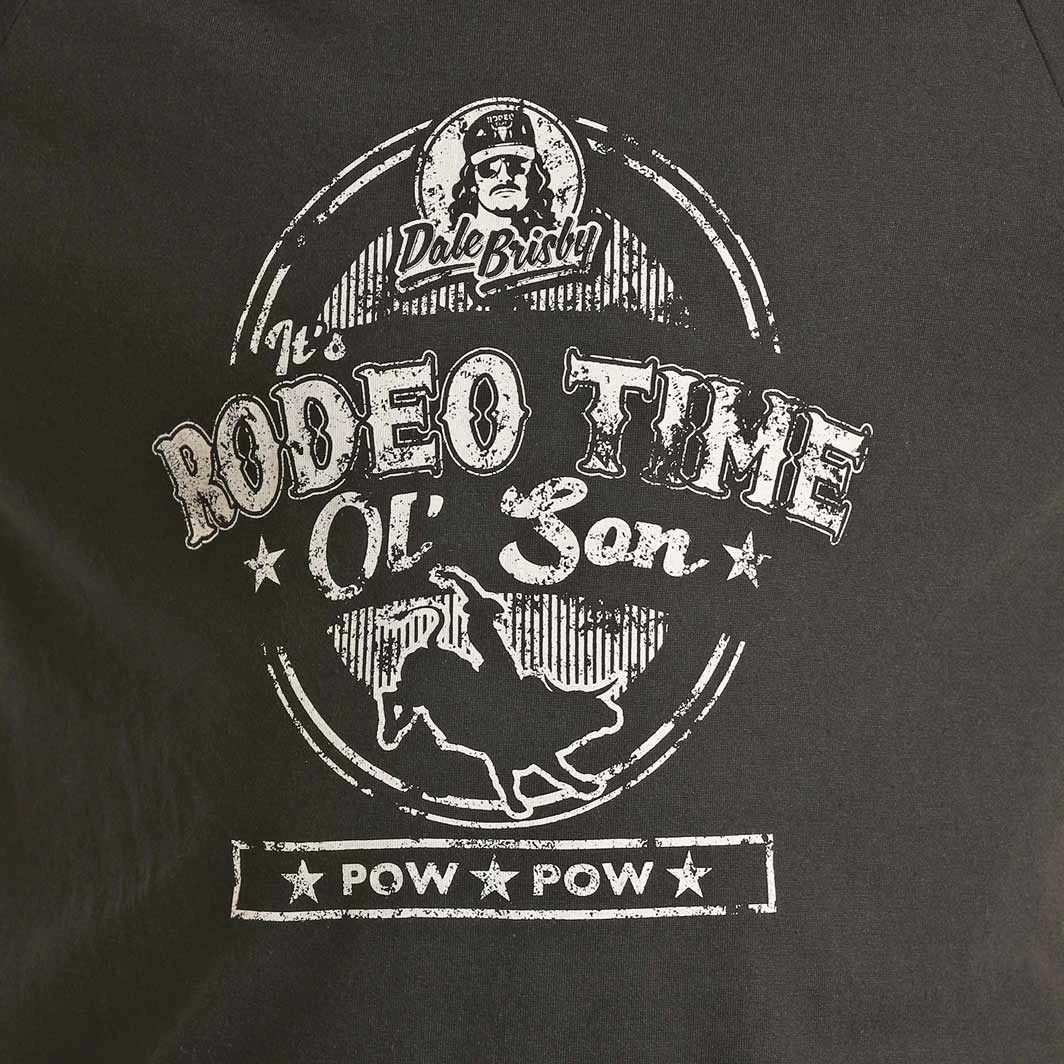 Dale Brisby
It's
RODEO TIME
Ol' Son
POW POW